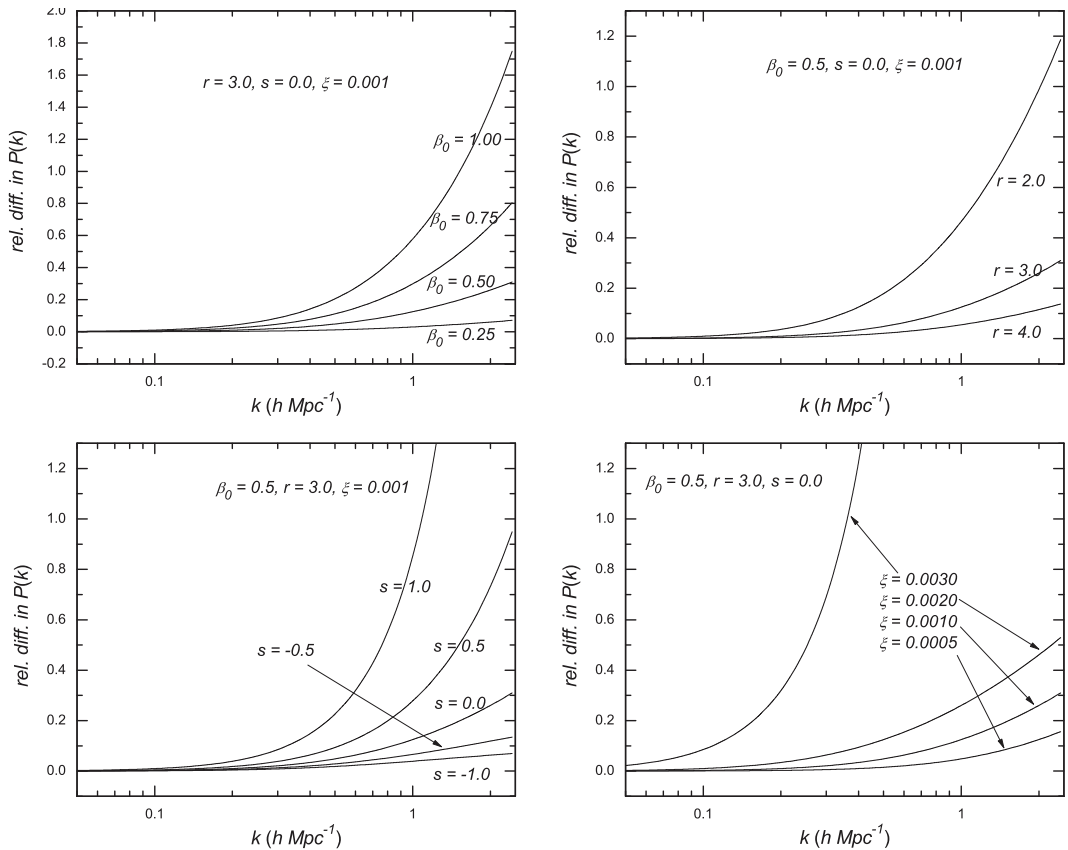 2.0
1.8
1.6
1.4
1.2
1.0
0.8
0.6
0.4
0.2
0.0
-0.2
rel. diff. in P(k)
r = 3.0, s = 0.0, ξ = 0.001
β0 = 1.00
β0 = 0.75
β0 = 0.50
β0 = 0.25
0.1 1
k (h Mpc-1)
1.2
1.0
0.8
0.6
0.4
0.2
0.0
rel. diff. in P(k)
β0 = 0.5, s = 0.0, ξ = 0.001
r = 2.0
r = 3.0
r = 4.0
0.1 1
k (h Mpc-1)
1.2
1.0
0.8
0.6
0.4
0.2
0.0
rel. diff. in P(k)
β0 = 0.5, r = 3.0, ξ = 0.001
s = 1.0
s = -0.5
s = 0.5
s = 0.0
s = -1.0
0.1 1
k (h Mpc-1)
1.2
1.0
0.8
0.6
0.4
0.2
0.0
rel. diff. in P(k)
β0 = 0.5, r = 3.0, s = 0.0
ξ = 0.0030
ξ = 0.0020
ξ = 0.0010
ξ = 0.0005
0.1 1
k (h Mpc-1)